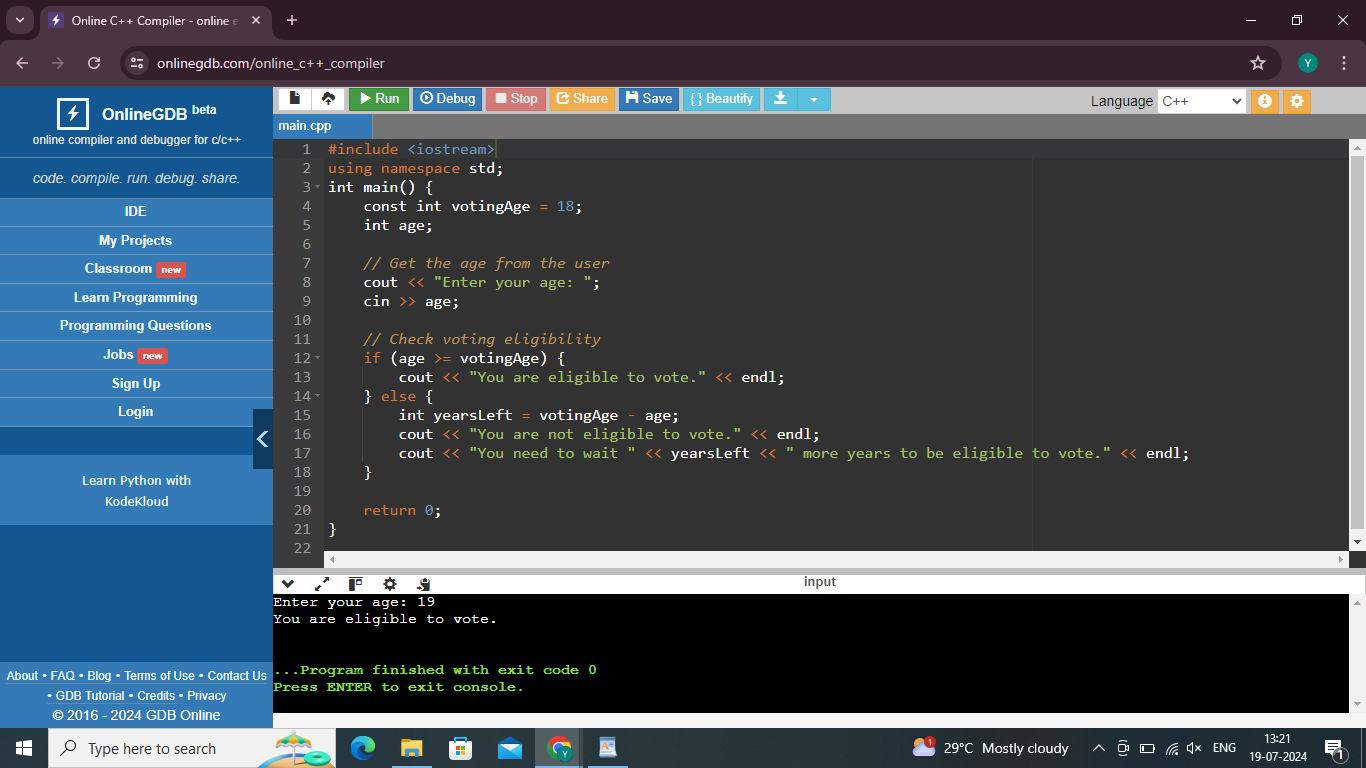 Online C++ Compiler - online e
onlinegdb.com/online_c++_compiler
Y
OnlineGDB beta
online compiler and debugger for c/c++
code. compile. run. debug. share.
IDE
My Projects
Classroom new
Learn Programming
Programming Questions
Jobs new
Sign Up
Login
Learn Python with
KodeKloud
About • FAQ • Blog • Terms of Use • Contact Us
• GDB Tutorial • Credits • Privacy
© 2016 - 2024 GDB Online
Run Debug Stop Share Save { } Beautify
Language C++
main.cpp
1 #include <iostream>
2 using namespace std;
3 int main() {
4 const int votingAge = 18;
5 int age;
6
7 // Get the age from the user
8 cout << "Enter your age: ";
9 cin >> age;
10
11 // Check voting eligibility
12 if (age >= votingAge) {
13 cout << "You are eligible to vote." << endl;
14 } else {
15 int yearsLeft = votingAge - age;
16 cout << "You are not eligible to vote." << endl;
17 cout << "You need to wait " << yearsLeft << " more years to be eligible to vote." << endl;
18 }
19
20 return 0;
21 }
22
input
Enter your age: 19
You are eligible to vote.
...Program finished with exit code 0
Press ENTER to exit console.
Type here to search
Y
1
29°C Mostly cloudy
ENG
13:21
19-07-2024
1